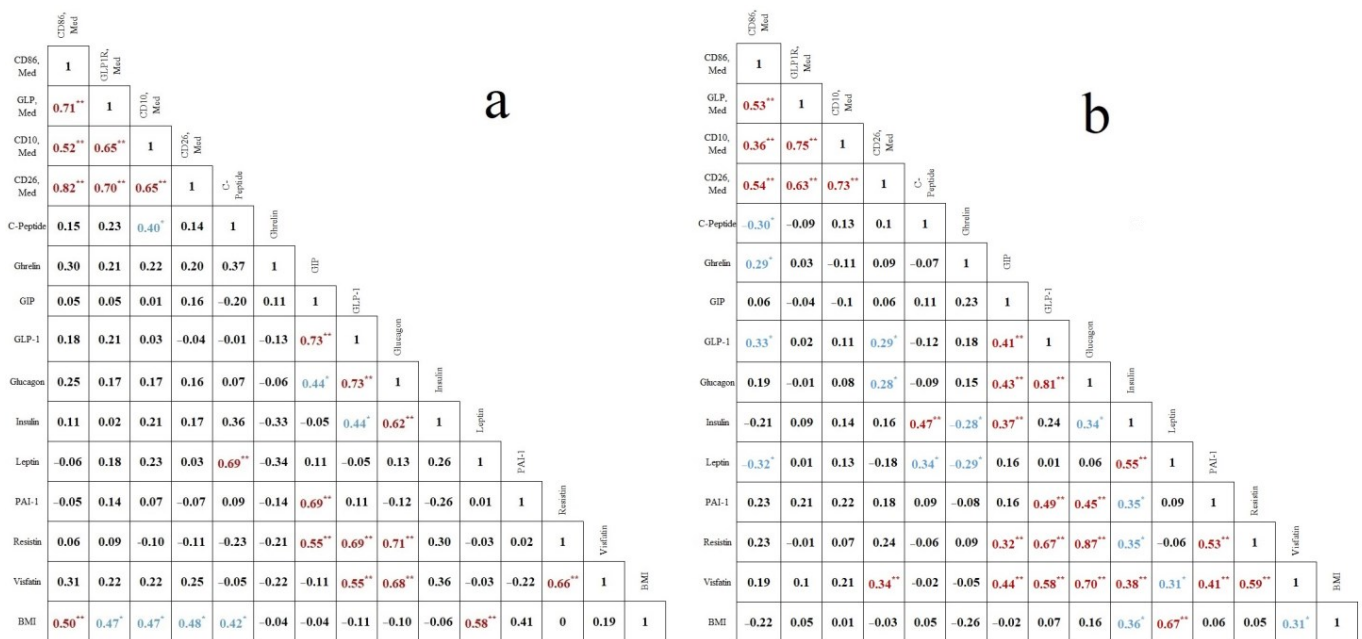 a
CD86, Med
CD86, Med 1 GLP1R, Med
GLP, Med 0.71** 1 CD10, Med
CD10, Med 0.52** 0.65** 1 CD26, Med
CD26, Med 0.82** 0.70** 0.65** 1 C-Peptide
C-Peptide 0.15 0.23 0.40* 0.14 1 Ghrelin
Ghrelin 0.30 0.21 0.22 0.20 0.37 1 GIP
GIP 0.05 0.05 0.01 0.16 −0.20 0.11 1 GLP-1
GLP-1 0.18 0.21 0.03 −0.04 −0.01 −0.13 0.73** 1 Glucagon
Glucagon 0.25 0.17 0.17 0.16 0.07 −0.06 0.44* 0.73** 1 Insulin
Insulin 0.11 0.02 0.21 0.17 0.36 −0.33 −0.05 0.44* 0.62** 1 Leptin
Leptin −0.06 0.18 0.23 0.03 0.69** −0.34 0.11 −0.05 0.13 0.26 1 PAI-1
PAI-1 −0.05 0.14 0.07 −0.07 0.09 −0.14 0.69** 0.11 −0.12 −0.26 0.01 1 Resistin
Resistin 0.06 0.09 −0.10 −0.11 −0.23 −0.21 0.55** 0.69** 0.71** 0.30 −0.03 0.02 1 Visfatin
Visfatin 0.31 0.22 0.22 0.25 −0.05 −0.22 −0.11 0.55** 0.68** 0.36 −0.03 −0.22 0.66** 1 BMI
BMI 0.50** 0.47* 0.47* 0.48* 0.42* −0.04 −0.04 −0.11 −0.10 −0.06 0.58** 0.41 0 0.19 1
b
CD86, Med
CD86, Med 1 GLP1R, Med
GLP, Med 0.53** 1 CD10, Med
CD10, Med 0.36** 0.75** 1 CD26, Med
CD26, Med 0.54** 0.63** 0.73** 1 C-Peptide
C-Peptide −0.30* −0.09 0.13 0.1 1 Ghrelin
Ghrelin 0.29* 0.03 −0.11 0.09 −0.07 1 GIP
GIP 0.06 −0.04 −0.1 0.06 0.11 0.23 1 GLP-1
GLP-1 0.33* 0.02 0.11 0.29* −0.12 0.18 0.41** 1 Glucagon
Glucagon 0.19 −0.01 0.08 0.28* −0.09 0.15 0.43** 0.81** 1 Insulin
Insulin −0.21 0.09 0.14 0.16 0.47** −0.28* 0.37** 0.24 0.34* 1 Leptin
Leptin −0.32* 0.01 0.13 −0.18 0.34* −0.29* 0.16 0.01 0.06 0.55** 1 PAI-1
PAI-1 0.23 0.21 0.22 0.18 0.09 −0.08 0.16 0.49** 0.45** 0.35* 0.09 1 Resistin
Resistin 0.23 −0.01 0.07 0.24 −0.06 0.09 0.32** 0.67** 0.87** 0.35* −0.06 0.53** 1 Visfatin
Visfatin 0.19 0.1 0.21 0.34** −0.02 −0.05 0.44** 0.58** 0.70** 0.38** 0.31* 0.41** 0.59** 1 BMI
BMI −0.22 0.05 0.01 −0.03 0.05 −0.26 −0.02 0.07 0.16 0.36* 0.67** 0.06 0.05 0.31* 1